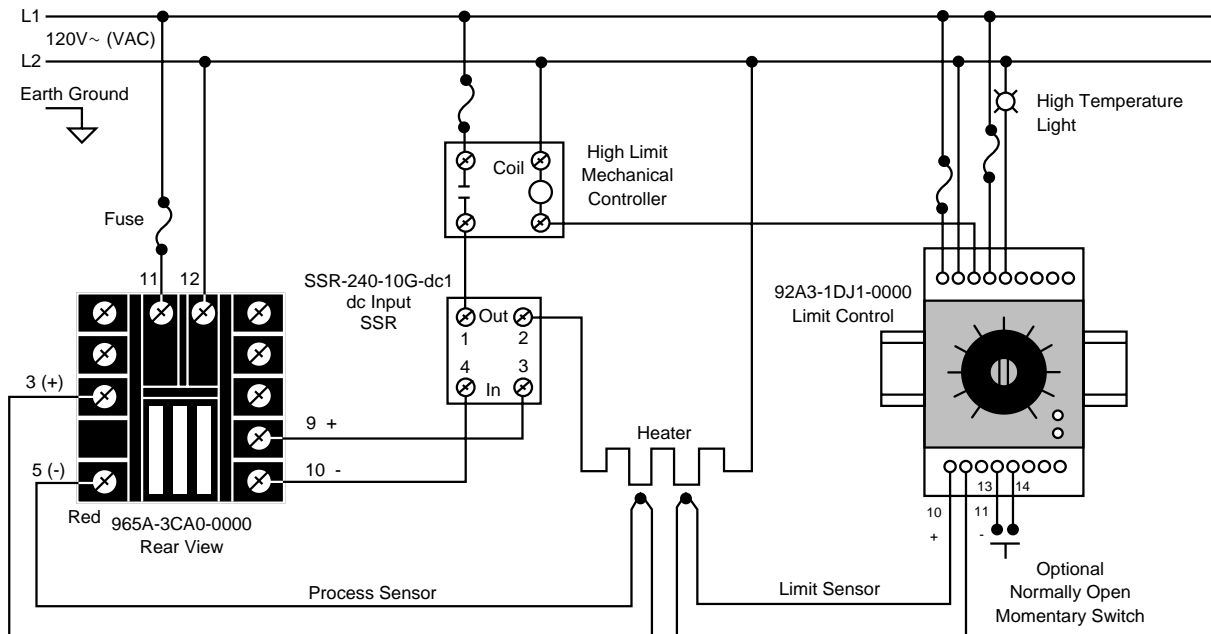 L1
120V~ (VAC)
L2
Earth Ground
High Temperature
Light
Coil
High Limit
Mechanical
Controller
Fuse
11
12
SSR-240-10G-dc1
dc Input
SSR
Out
1
2
4
3
In
92A3-1DJ1-0000
Limit Control
3 (+)
9 +
10 -
5 (-)
Red
965A-3CA0-0000
Rear View
Heater
13
14
10
11
+
-
Process Sensor
Limit Sensor
Optional
Normally Open
Momentary Switch